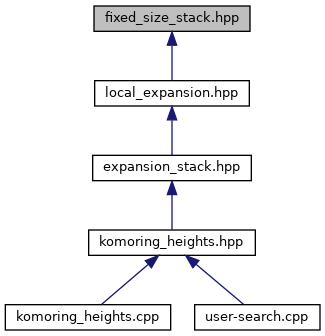 fixed_size_stack.hpp
local_expansion.hpp
expansion_stack.hpp
komoring_heights.hpp
komoring_heights.cpp
user-search.cpp